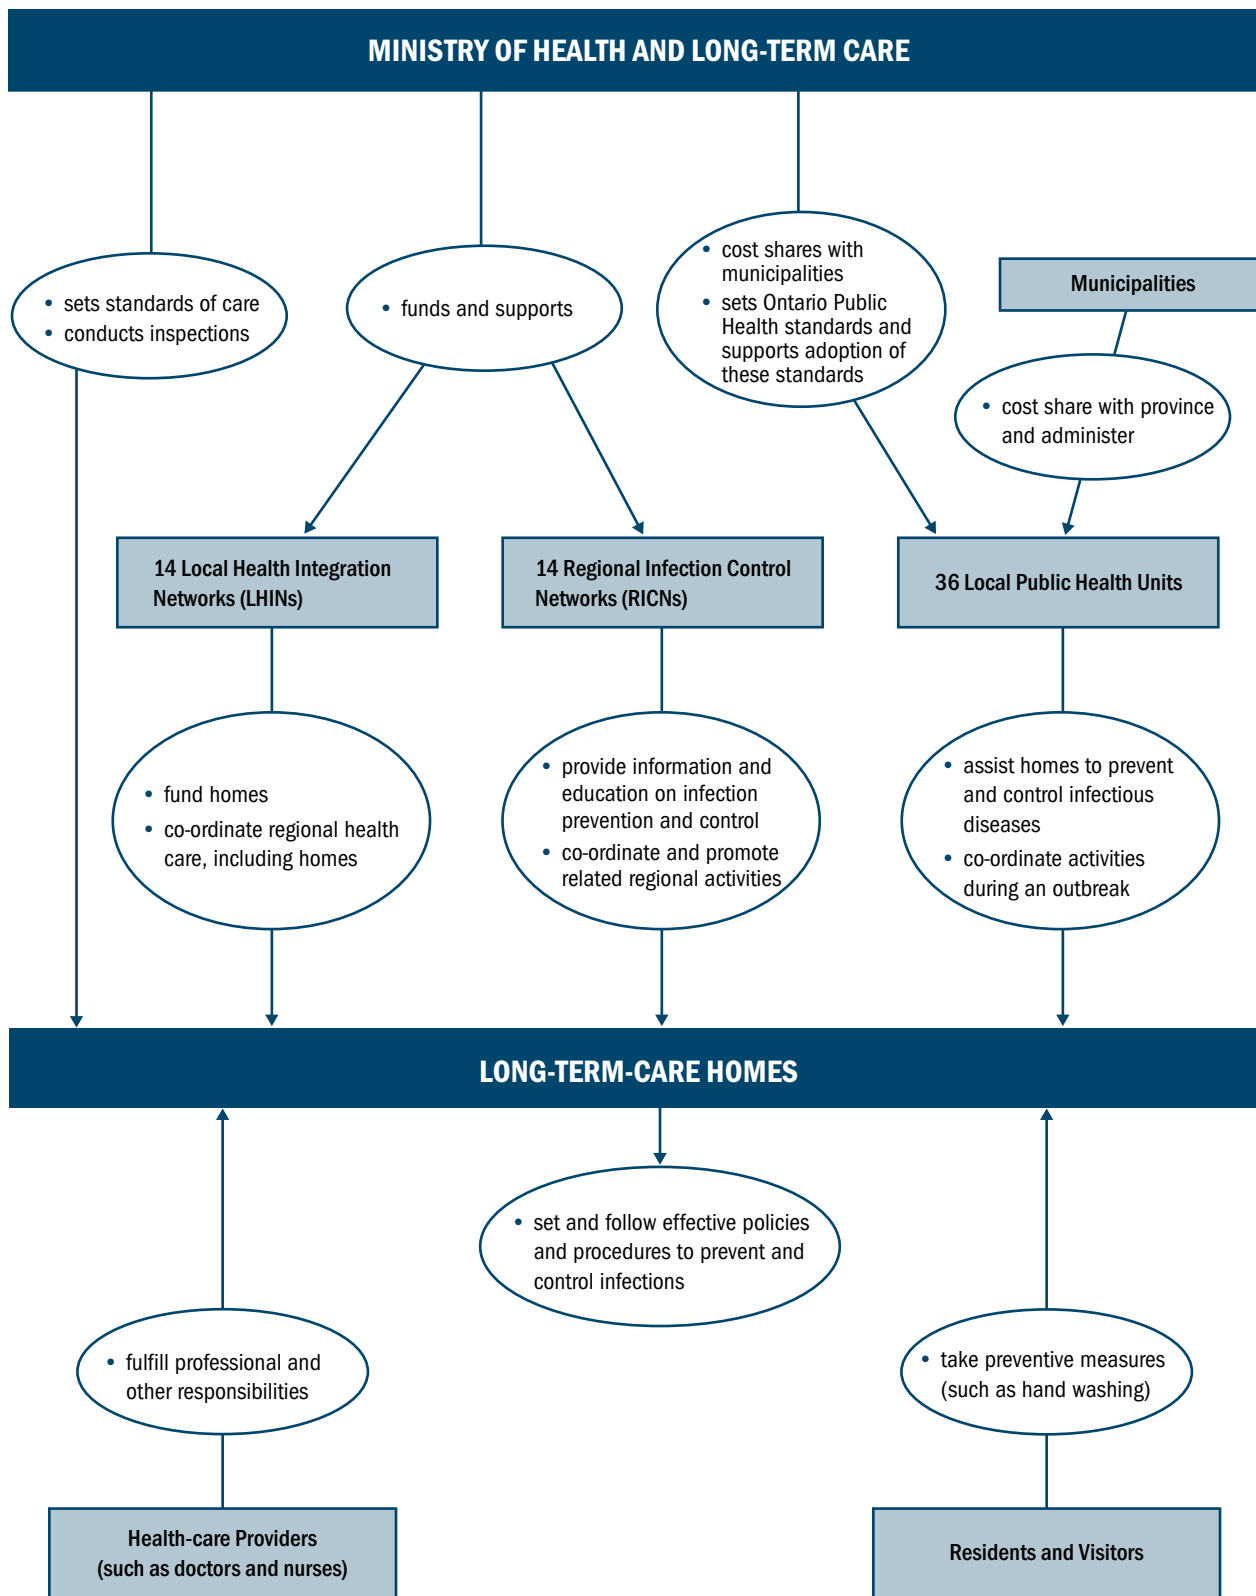 MINISTRY OF HEALTH AND LONG-TERM CARE
• sets standards of care
• conducts inspections
• funds and supports
• cost shares with
municipalities
• sets Ontario Public
Health standards and
supports adoption of
these standards
Municipalities
• cost share with province
and administer
14 Local Health Integration
Networks (LHINs)
14 Regional Infection Control
Networks (RICNs)
36 Local Public Health Units
• fund homes
• co-ordinate regional health
care, including homes
• provide information and
education on infection
prevention and control
• co-ordinate and promote
related regional activities
• assist homes to prevent
and control infectious
diseases
• co-ordinate activities
during an outbreak
LONG-TERM-CARE HOMES
• set and follow effective policies
and procedures to prevent and
control infections
• fulfill professional and
other responsibilities
• take preventive measures
(such as hand washing)
Health-care Providers
(such as doctors and nurses)
Residents and Visitors